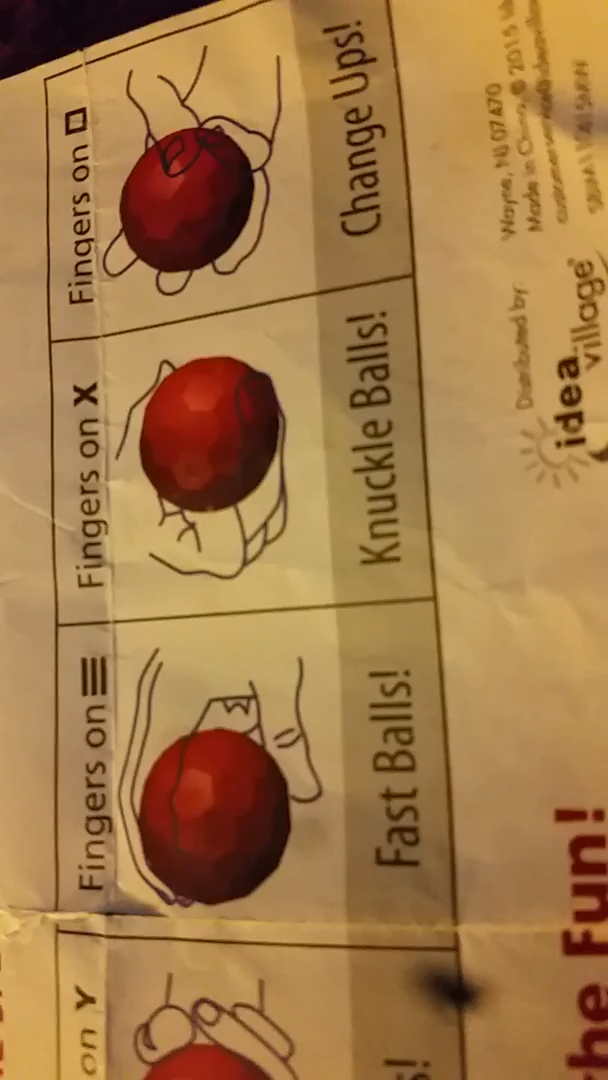 on Y
Fingers on ☰
Fingers on X
Fingers on □
s!
Fast Balls!
Knuckle Balls!
Change Ups!
Distributed by
idea
village®
Wayne, NJ 07470
Made in China © 2015
the Fun!